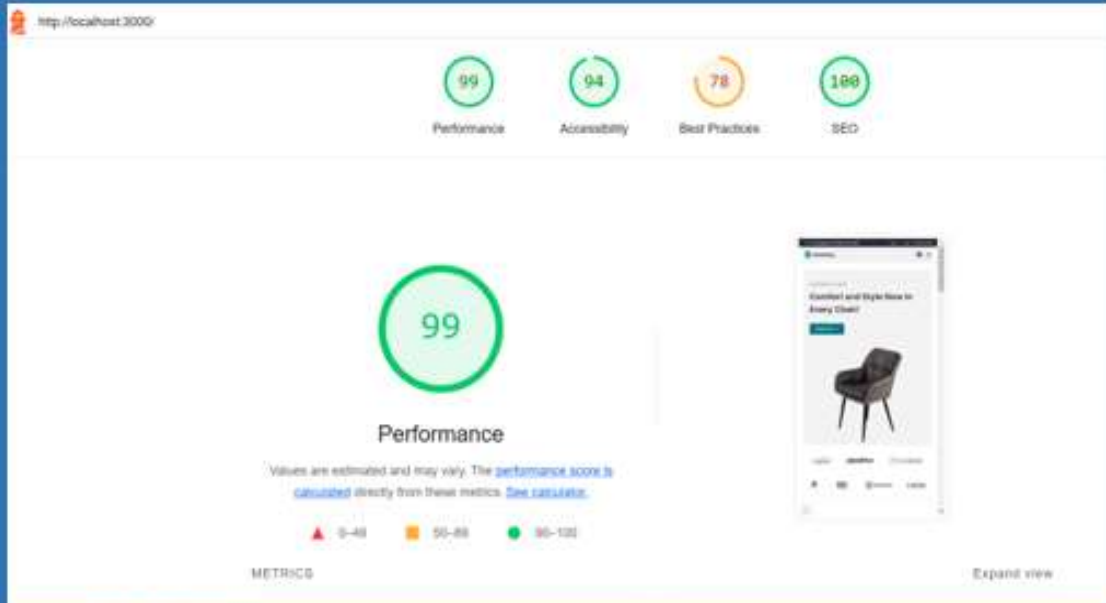 http://localhost:3000/
99
94
78
100
Performance
Accessibility
Best Practices
SEO
99
Performance
Values are estimated and may vary. The performance score is
calculated directly from these metrics. See calculator.
0–49
50–89
90–100
Comfort and Style Now in
Every Chair!
METRICS
Expand view